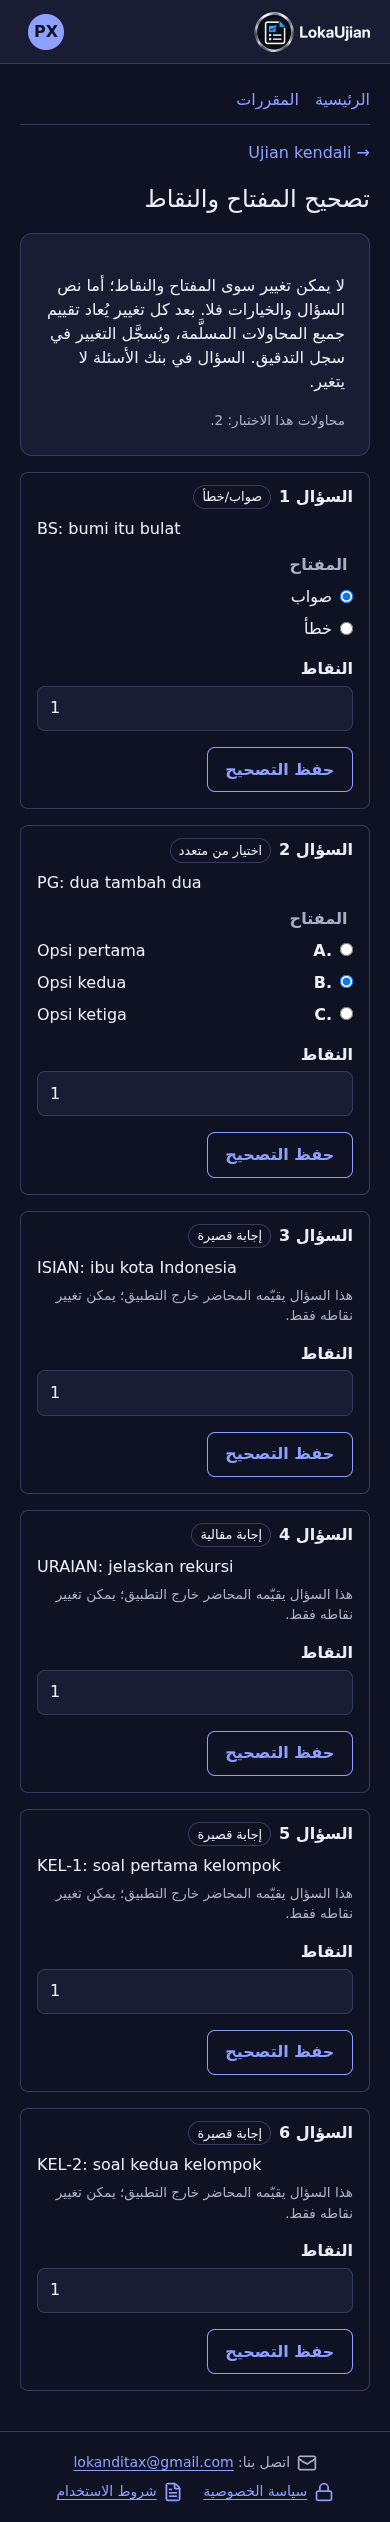 LokaUjian
PX
الرئيسية المقررات
→ Ujian kendali
تصحيح المفتاح والنقاط
لا يمكن تغيير سوى المفتاح والنقاط؛ أما نص
السؤال والخيارات فلا. بعد كل تغيير يُعاد تقييم
جميع المحاولات المسلَّمة، ويُسجَّل التغيير في
سجل التدقيق. السؤال في بنك الأسئلة لا
يتغير.
محاولات هذا الاختبار: 2.
السؤال 1 صواب/خطأ
BS: bumi itu bulat
المفتاح
صواب
خطأ
النقاط
1
حفظ التصحيح
السؤال 2 اختيار من متعدد
PG: dua tambah dua
المفتاح
A. Opsi pertama
B. Opsi kedua
C. Opsi ketiga
النقاط
1
حفظ التصحيح
السؤال 3 إجابة قصيرة
ISIAN: ibu kota Indonesia
هذا السؤال يقيّمه المحاضر خارج التطبيق؛ يمكن تغيير
نقاطه فقط.
النقاط
1
حفظ التصحيح
السؤال 4 إجابة مقالية
URAIAN: jelaskan rekursi
هذا السؤال يقيّمه المحاضر خارج التطبيق؛ يمكن تغيير
نقاطه فقط.
النقاط
1
حفظ التصحيح
السؤال 5 إجابة قصيرة
KEL-1: soal pertama kelompok
هذا السؤال يقيّمه المحاضر خارج التطبيق؛ يمكن تغيير
نقاطه فقط.
النقاط
1
حفظ التصحيح
السؤال 6 إجابة قصيرة
KEL-2: soal kedua kelompok
هذا السؤال يقيّمه المحاضر خارج التطبيق؛ يمكن تغيير
نقاطه فقط.
النقاط
1
حفظ التصحيح
اتصل بنا: lokanditax@gmail.com
سياسة الخصوصية شروط الاستخدام